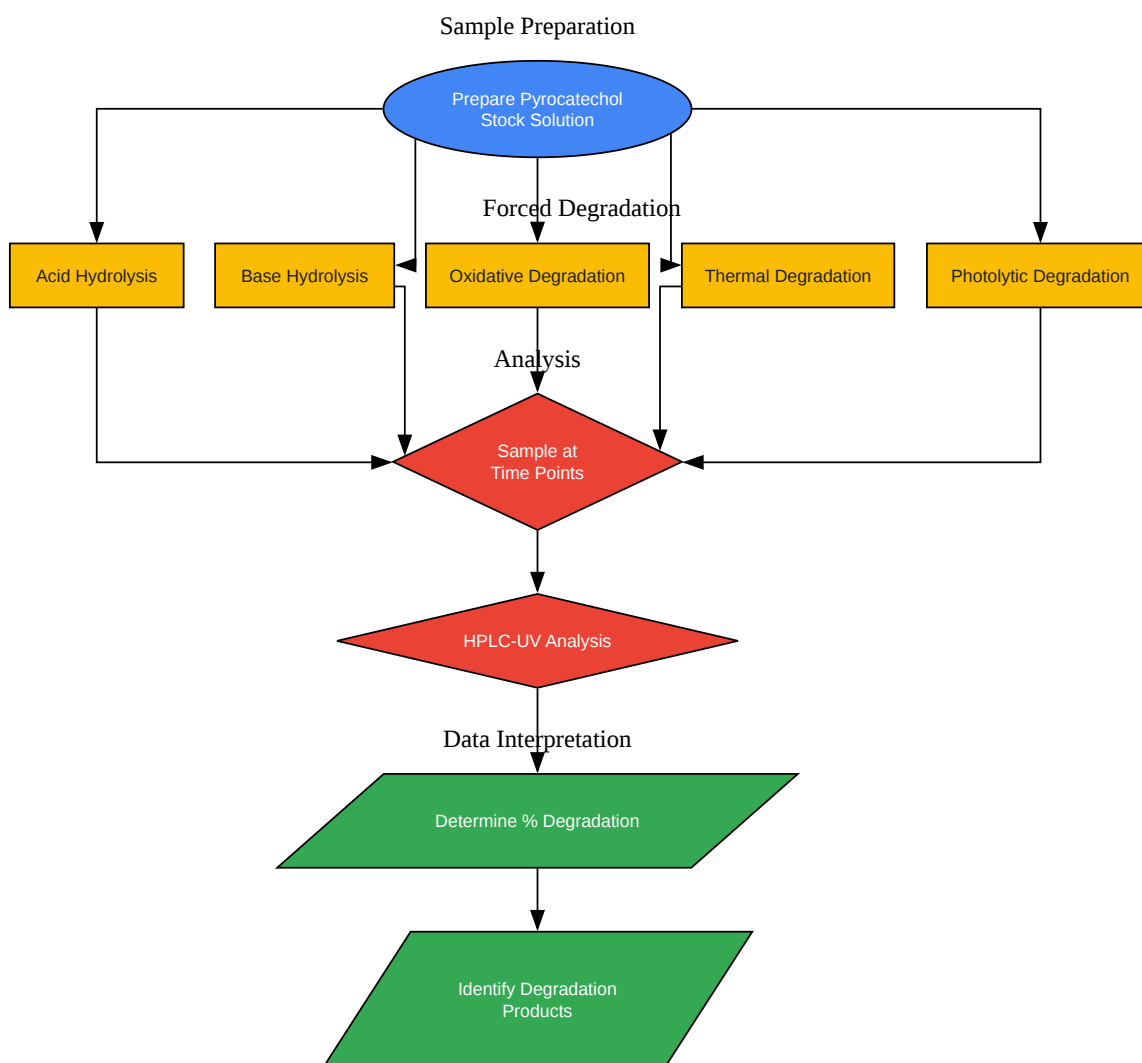 Sample Preparation
Prepare Pyrocatechol
Stock Solution
Forced Degradation
Acid Hydrolysis
Base Hydrolysis
Oxidative Degradation
Thermal Degradation
Photolytic Degradation
Analysis
Sample at
Time Points
HPLC-UV Analysis
Data Interpretation
Determine % Degradation
Identify Degradation
Products